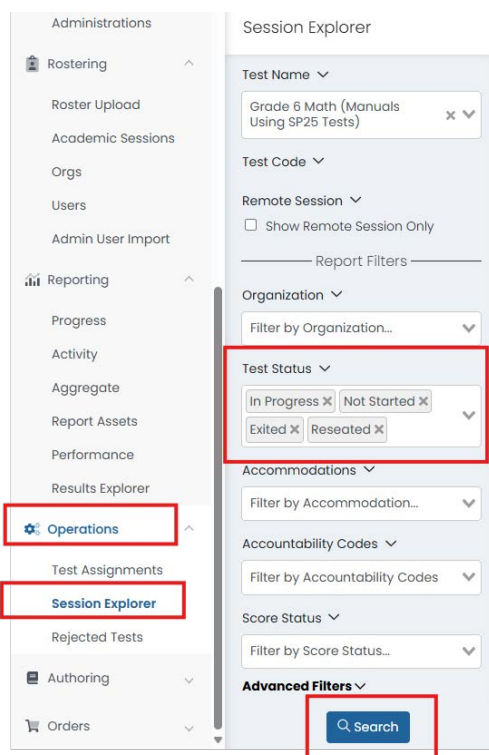 Administrations
Rostering
Roster Upload
Academic Sessions
Orgs
Users
Admin User Import
Reporting
Progress
Activity
Aggregate
Report Assets
Performance
Results Explorer
Operations
Test Assignments
Session Explorer
Rejected Tests
Authoring
Orders
Session Explorer
Test Name
Grade 6 Math (Manuals
Using SP25 Tests)
Test Code
Remote Session
Show Remote Session Only
Report Filters
Organization
Filter by Organization...
Test Status
In Progress Not Started
Exited Reseated
Accommodations
Filter by Accommodation...
Accountability Codes
Filter by Accountability Codes
Score Status
Filter by Score Status...
Advanced Filters
Search